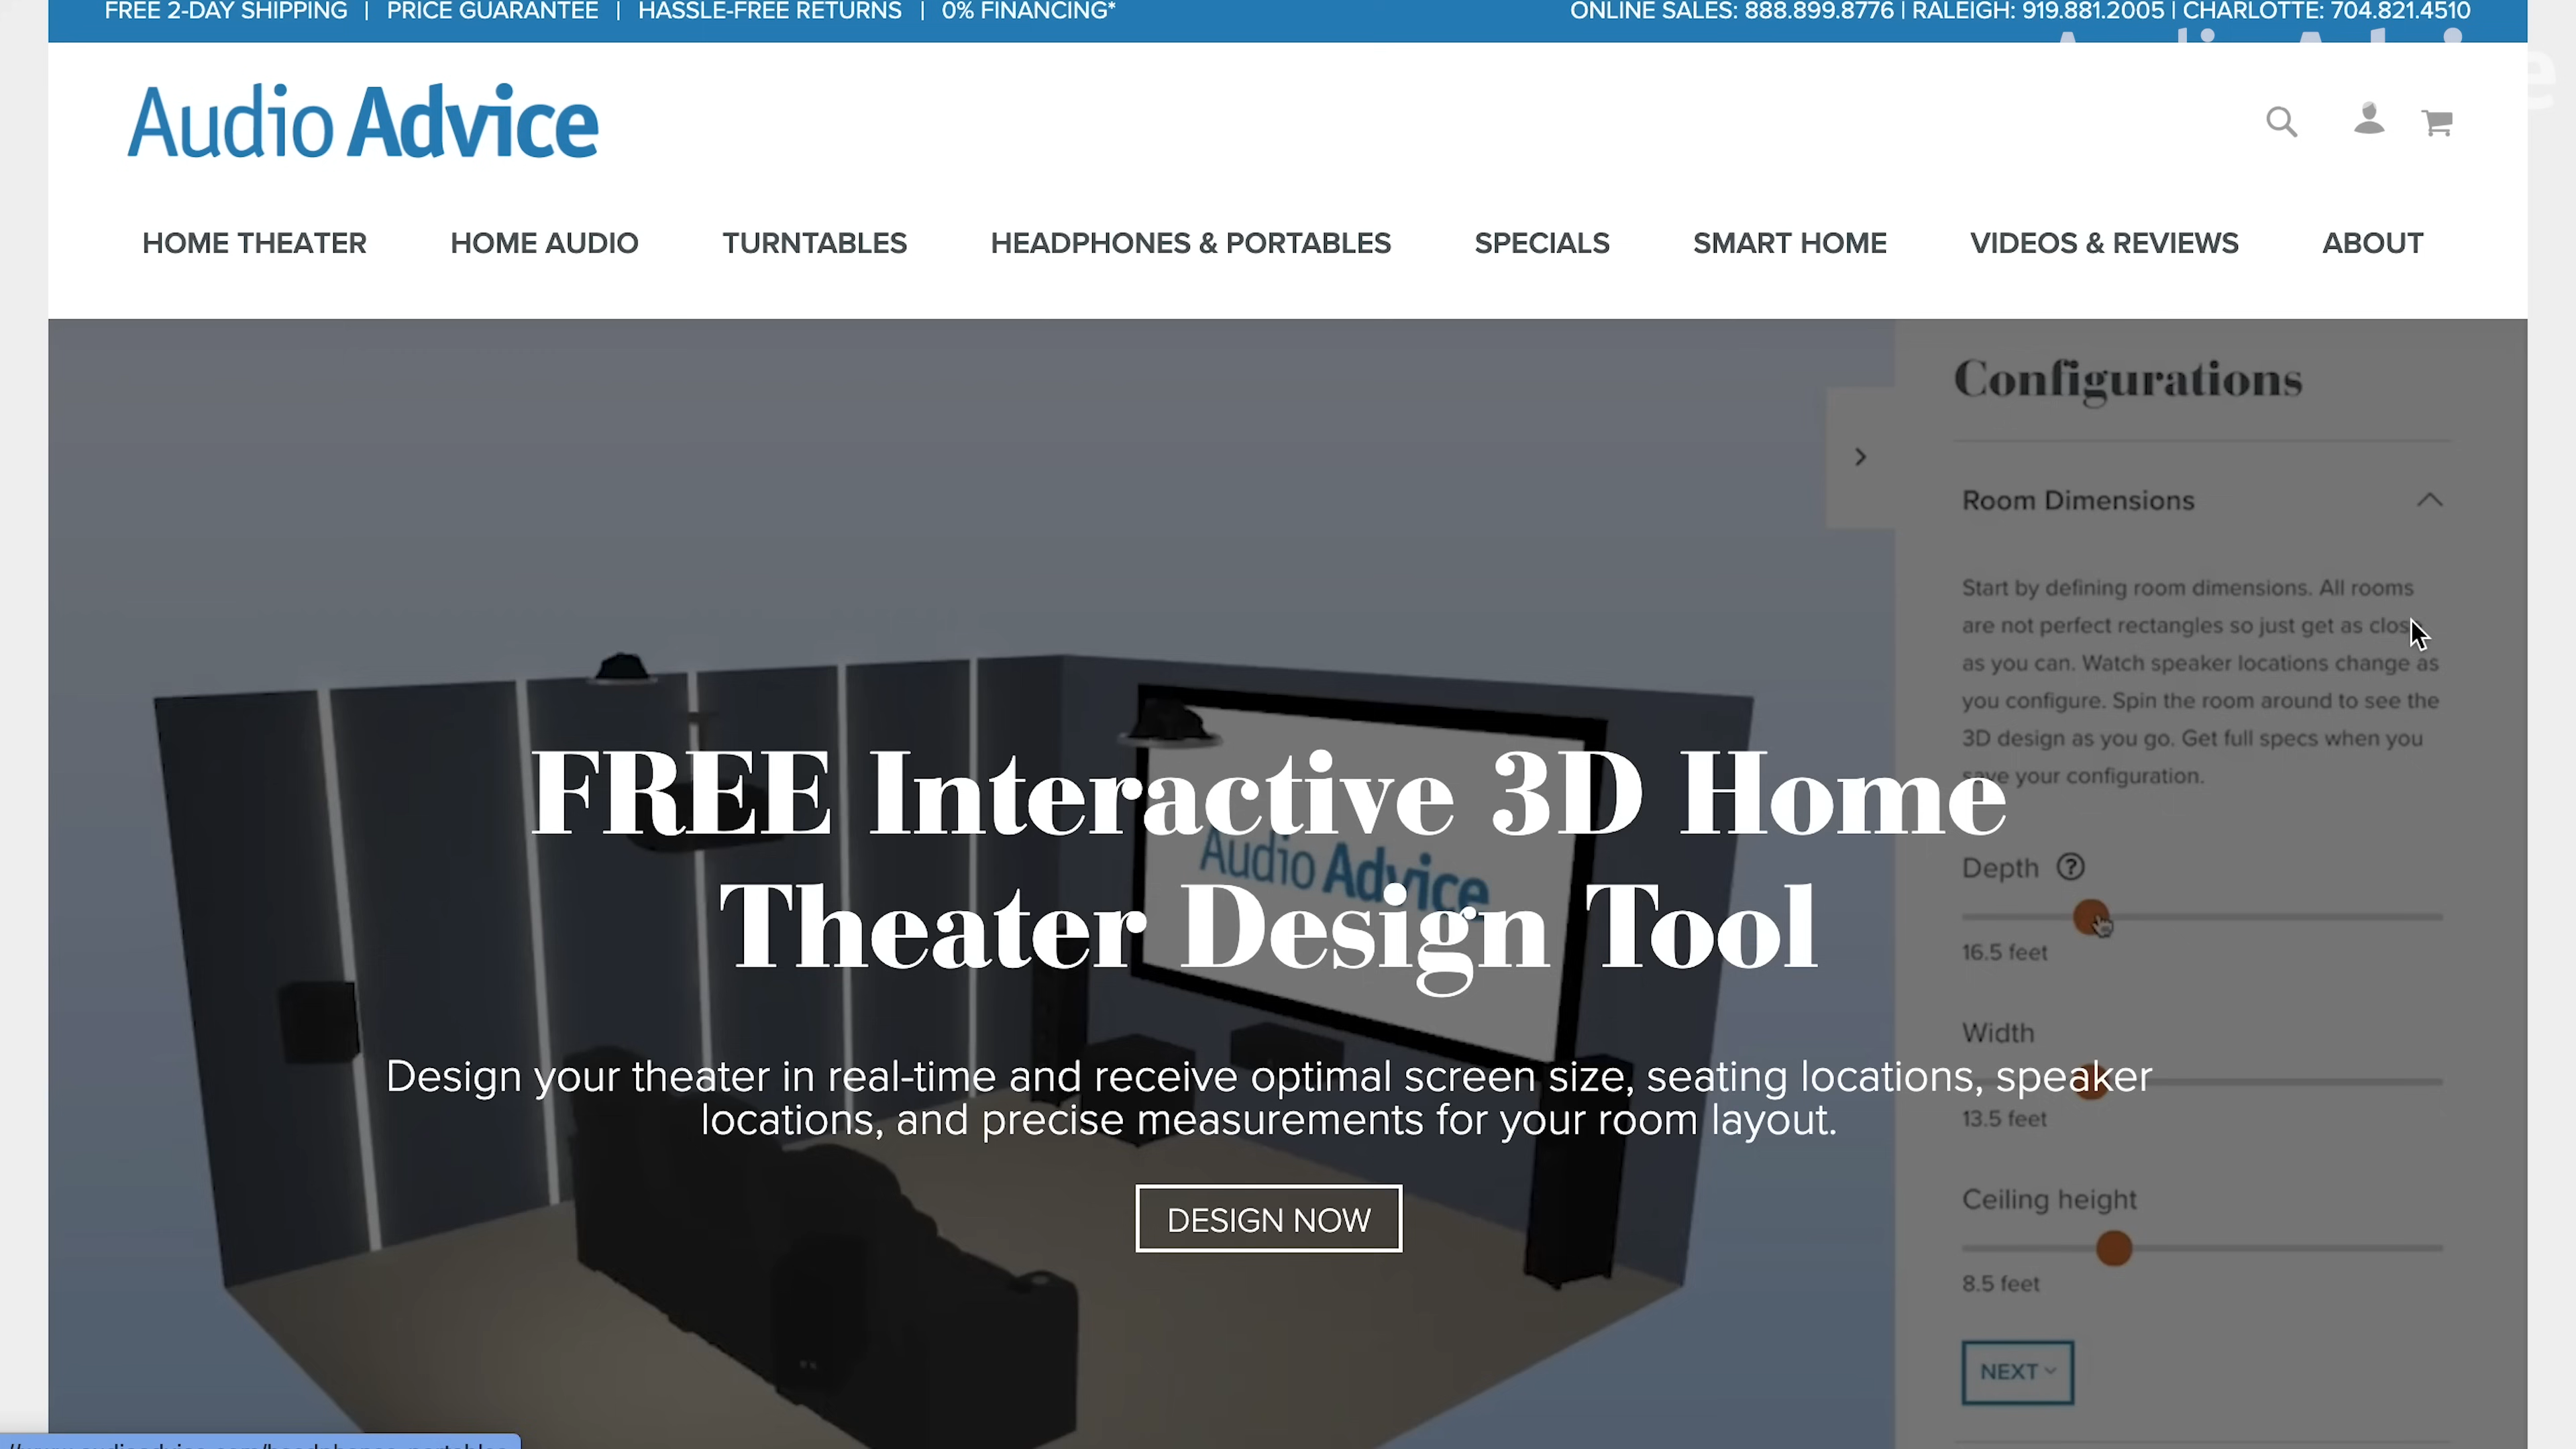 FREE 2-DAY SHIPPING | PRICE GUARANTEE | HASSLE-FREE RETURNS | 0% FINANCING*
ONLINE SALES: 888.899.8776 | RALEIGH: 919.881.2005 | CHARLOTTE: 704.821.4510
Audio Advice
HOME THEATER HOME AUDIO TURNTABLES HEADPHONES & PORTABLES SPECIALS SMART HOME VIDEOS & REVIEWS ABOUT
FREE Interactive 3D Home
Theater Design Tool
Audio Advice
Design your theater in real-time and receive optimal screen size, seating locations, speaker
locations, and precise measurements for your room layout.
DESIGN NOW
Configurations
Room Dimensions
Start by defining room dimensions. All rooms
are not perfect rectangles so just get as close
as you can. Watch speaker locations change as
you configure. Spin the room around to see the
3D design as you go. Get full specs when you
save your configuration.
Depth ?
16.5 feet
Width
13.5 feet
Ceiling height
8.5 feet
NEXT